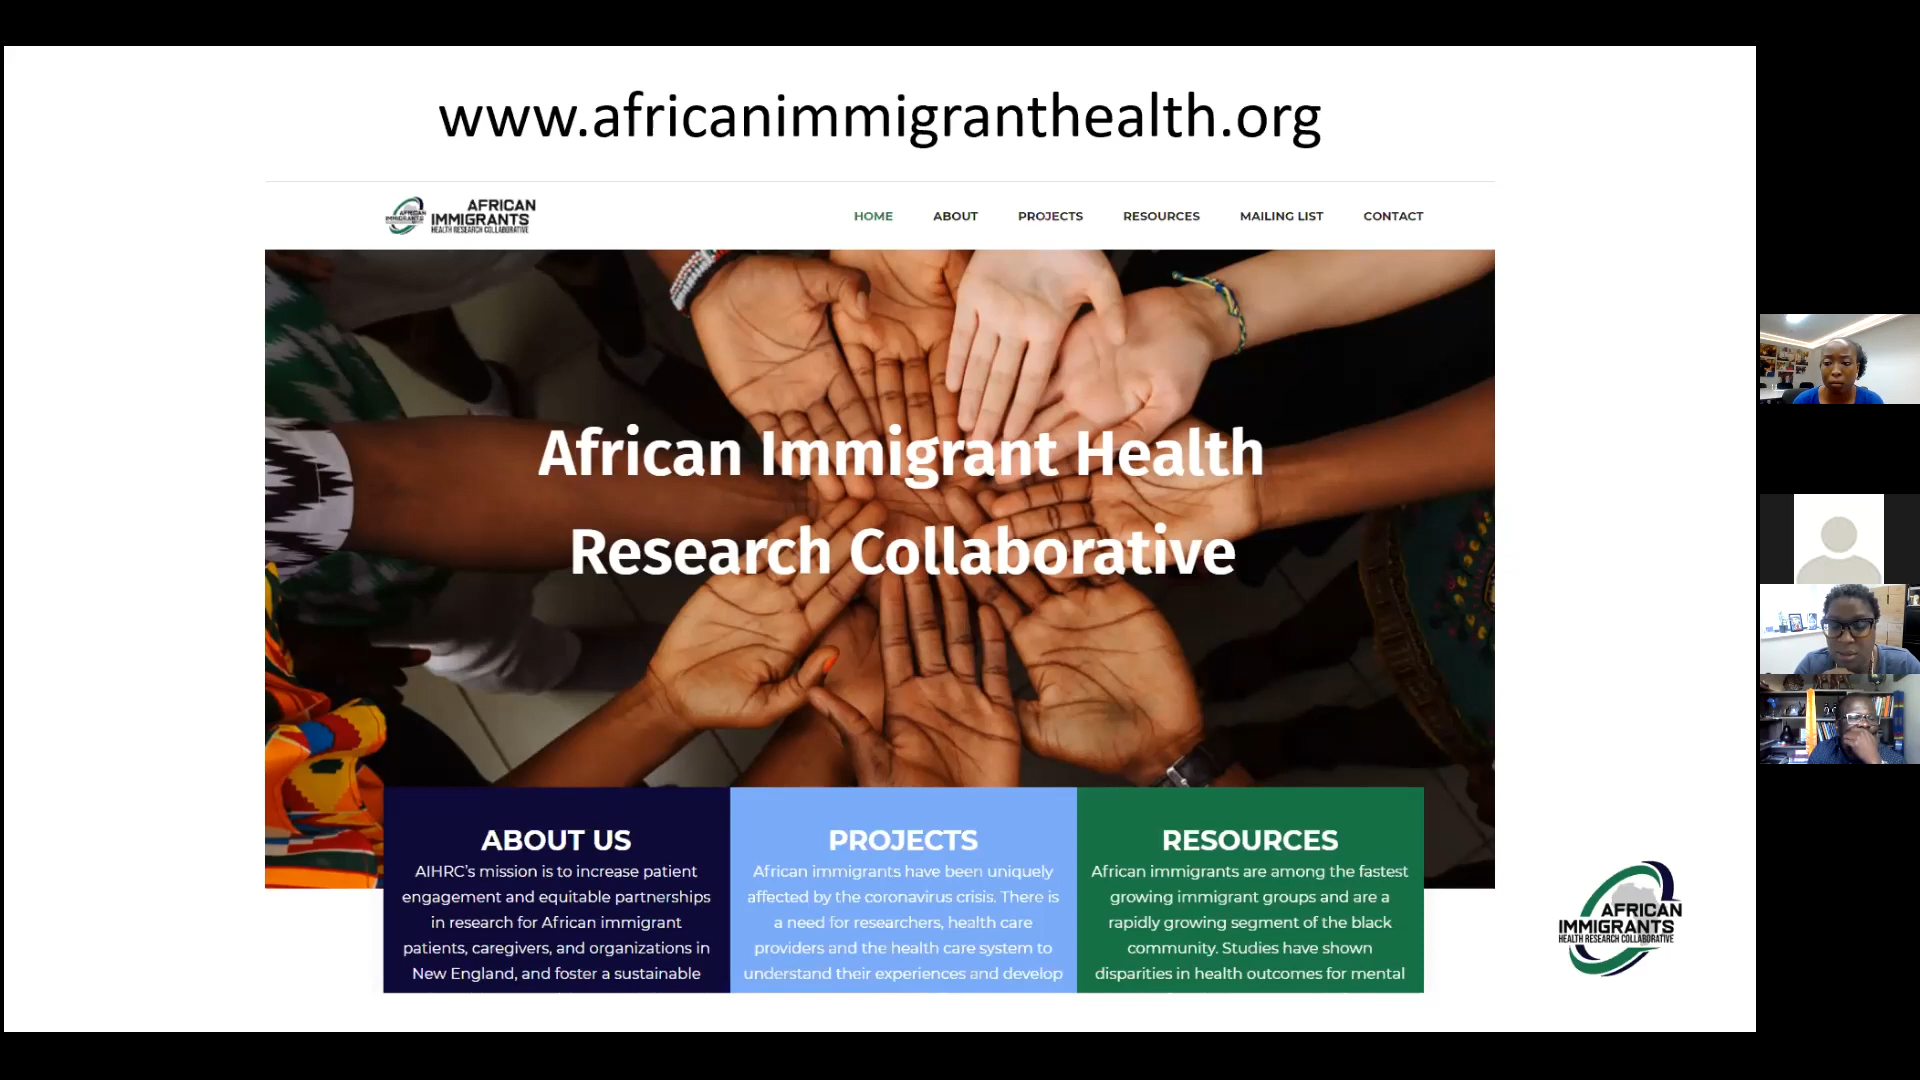 www.africanimmigranthealth.org
AFRICAN
IMMIGRANTS
HEALTH RESEARCH COLLABORATIVE
HOME
ABOUT
PROJECTS
RESOURCES
MAILING LIST
CONTACT
African Immigrant Health
Research Collaborative
ABOUT US
AIHRC's mission is to increase patient
engagement and equitable partnerships
in research for African immigrant
patients, caregivers, and organizations in
New England, and foster a sustainable
PROJECTS
African immigrants have been uniquely
affected by the coronavirus crisis. There is
a need for researchers, health care
providers and the health care system to
understand their experiences and develop
RESOURCES
African immigrants are among the fastest
growing immigrant groups and are a
rapidly growing segment of the black
community. Studies have shown
disparities in health outcomes for mental
AFRICAN
IMMIGRANTS
HEALTH RESEARCH COLLABORATIVE